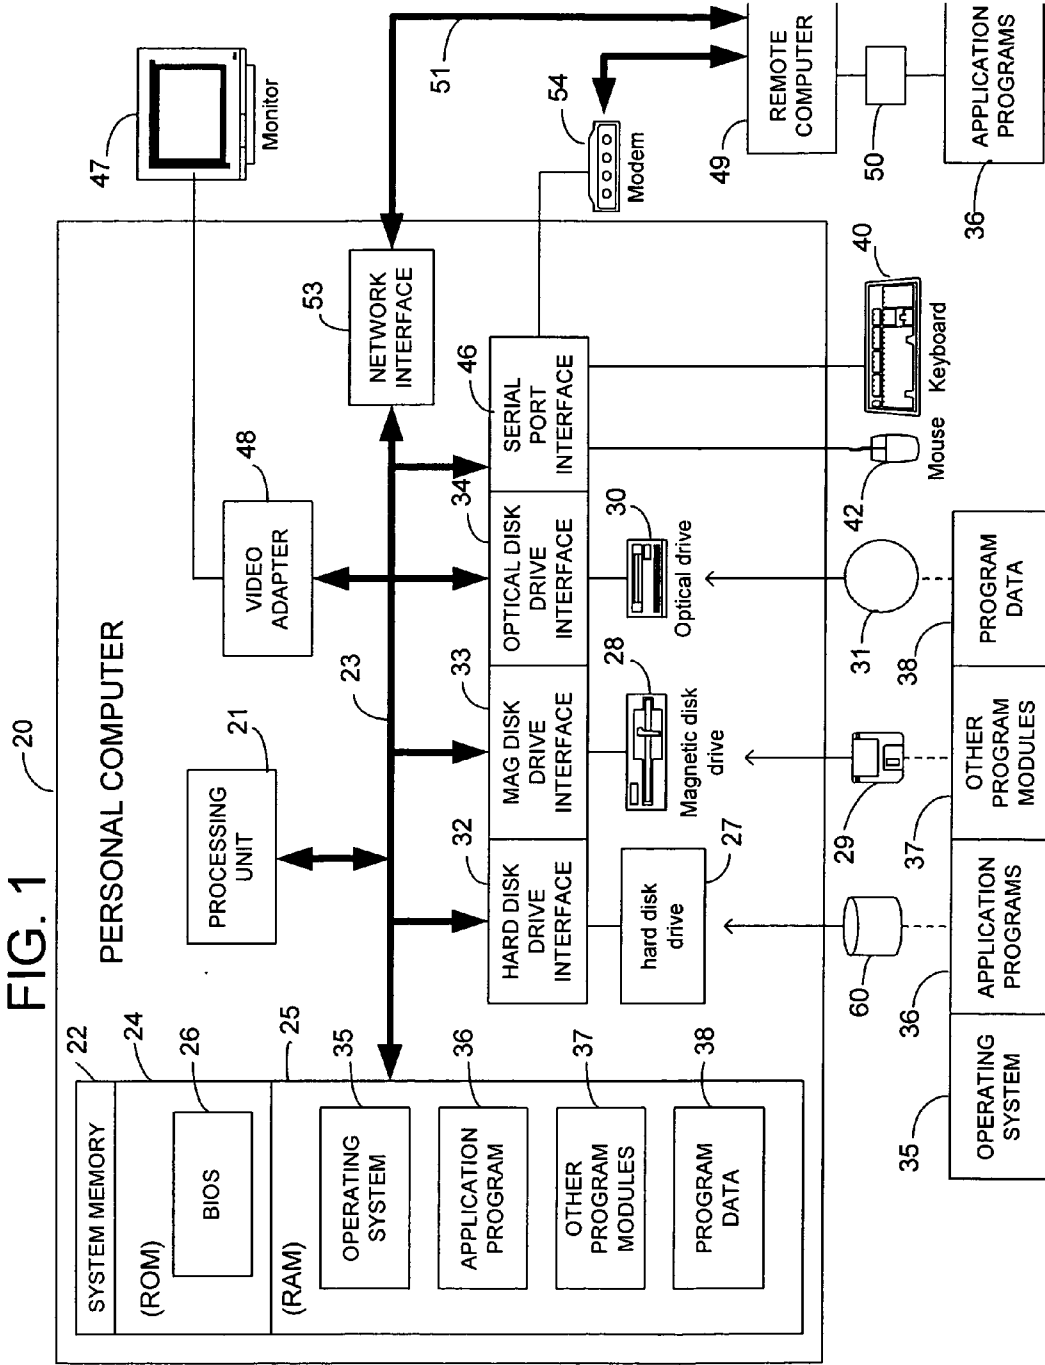 FIG. 1
20
PERSONAL COMPUTER
22
SYSTEM MEMORY
24
(ROM)
26
BIOS
25
(RAM)
35
OPERATING
SYSTEM
36
APPLICATION
PROGRAM
37
OTHER
PROGRAM
MODULES
38
PROGRAM
DATA
21
PROCESSING
UNIT
23
48
VIDEO
ADAPTER
47
Monitor
53
NETWORK
INTERFACE
51
32
HARD DISK
DRIVE
INTERFACE
33
MAG DISK
DRIVE
INTERFACE
34
OPTICAL DISK
DRIVE
INTERFACE
46
SERIAL
PORT
INTERFACE
27
hard disk
drive
28
Magnetic disk
drive
30
Optical drive
54
Modem
49
REMOTE
COMPUTER
50
36
APPLICATION
PROGRAMS
60
29
31
42
Mouse
40
Keyboard
35
OPERATING
SYSTEM
36
APPLICATION
PROGRAMS
37
OTHER
PROGRAM
MODULES
38
PROGRAM
DATA